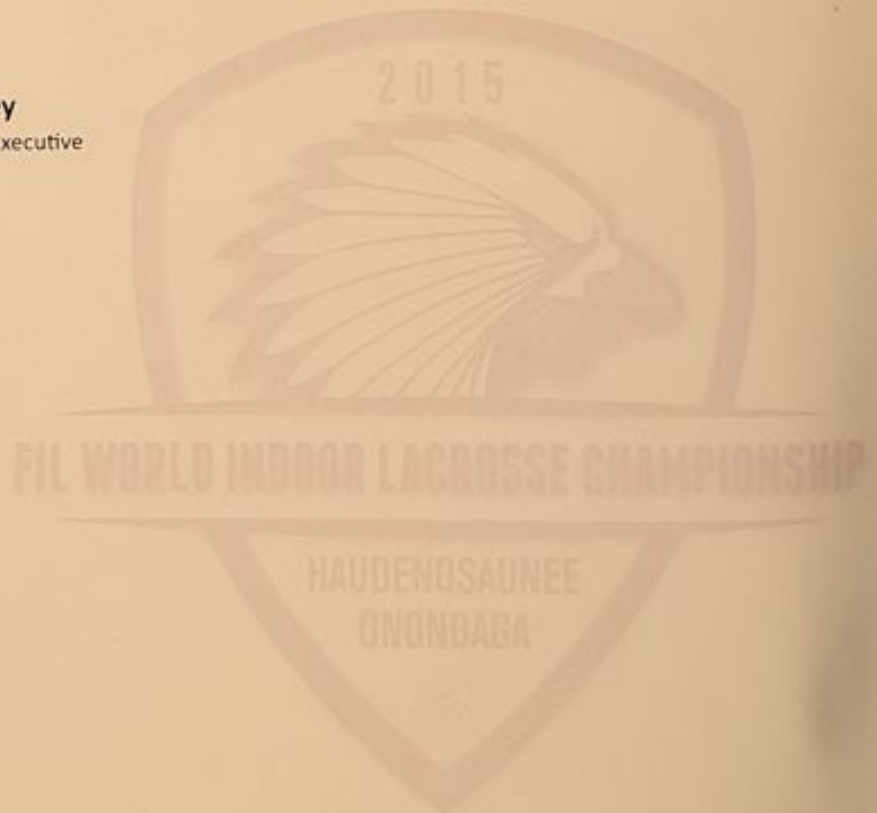 2015
y
xecutive
FIL WORLD INDOOR LACROSSE CHAMPIONSHIP
HAUDENOSAUNEE
ONONDAGA